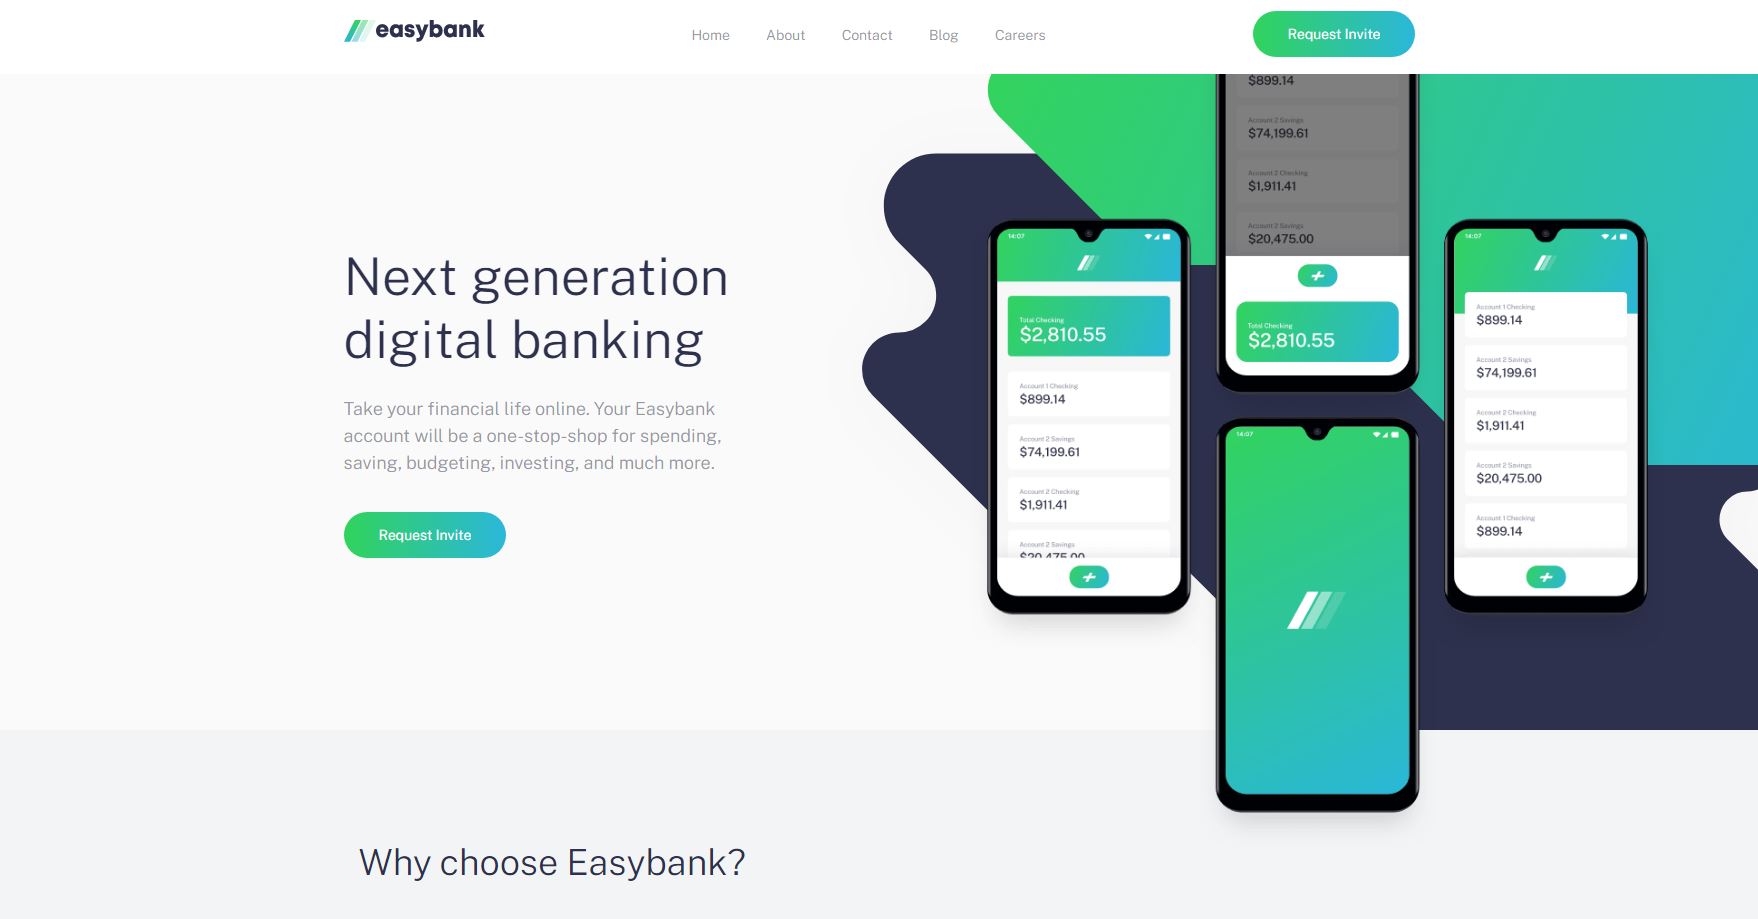 easybank
Home
About
Contact
Blog
Careers
Request Invite
Next generation
digital banking
Take your financial life online. Your Easybank
account will be a one-stop-shop for spending,
saving, budgeting, investing, and much more.
Request Invite
14:07
Total Checking
$2,810.55
Account 1 Checking
$899.14
Account 2 Savings
$74,199.61
Account 2 Checking
$1,911.41
Account 2 Savings
$20,475.00
$899.14
Account 2 Savings
$74,199.61
Account 2 Checking
$1,911.41
Account 2 Savings
$20,475.00
Total Checking
$2,810.55
14:07
14:07
Account 1 Checking
$899.14
Account 2 Savings
$74,199.61
Account 2 Checking
$1,911.41
Account 2 Savings
$20,475.00
Account 1 Checking
$899.14
Why choose Easybank?